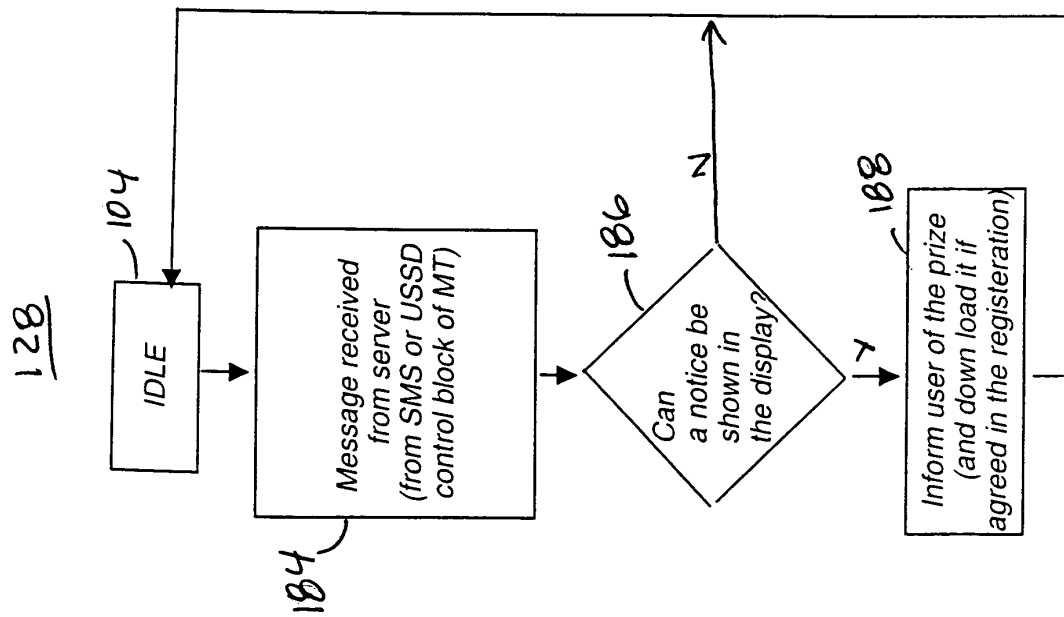 128
104
IDLE
184
Message received
from server
(from SMS or USSD
control block of MT)
186
Can
a notice be
shown in
the display?
N
Y
188
Inform user of the prize
(and down load it if
agreed in the registeration)